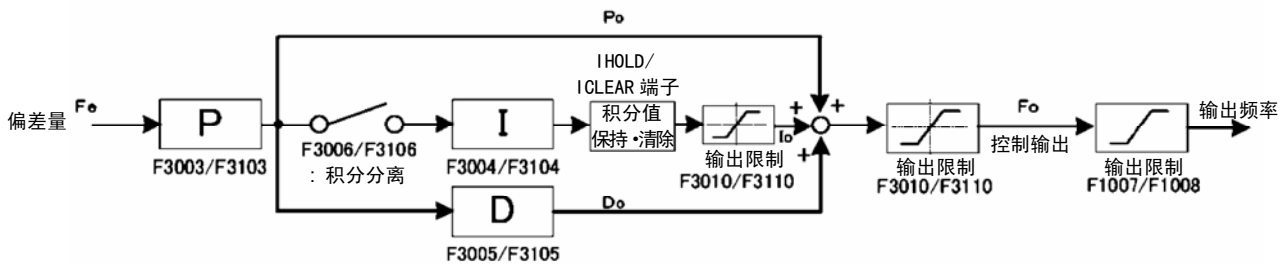 Po
偏差量
Fe
P
F3003/F3103
F3006/F3106
: 积分分离
I
F3004/F3104
IHOLD/
ICLEAR 端子
积分值
保持·清除
输出限制
F3010/F3110
Io
+
+
+
D
F3005/F3105
Do
输出限制
F3010/F3110
Fo
控制输出
输出限制
F1007/F1008
输出频率